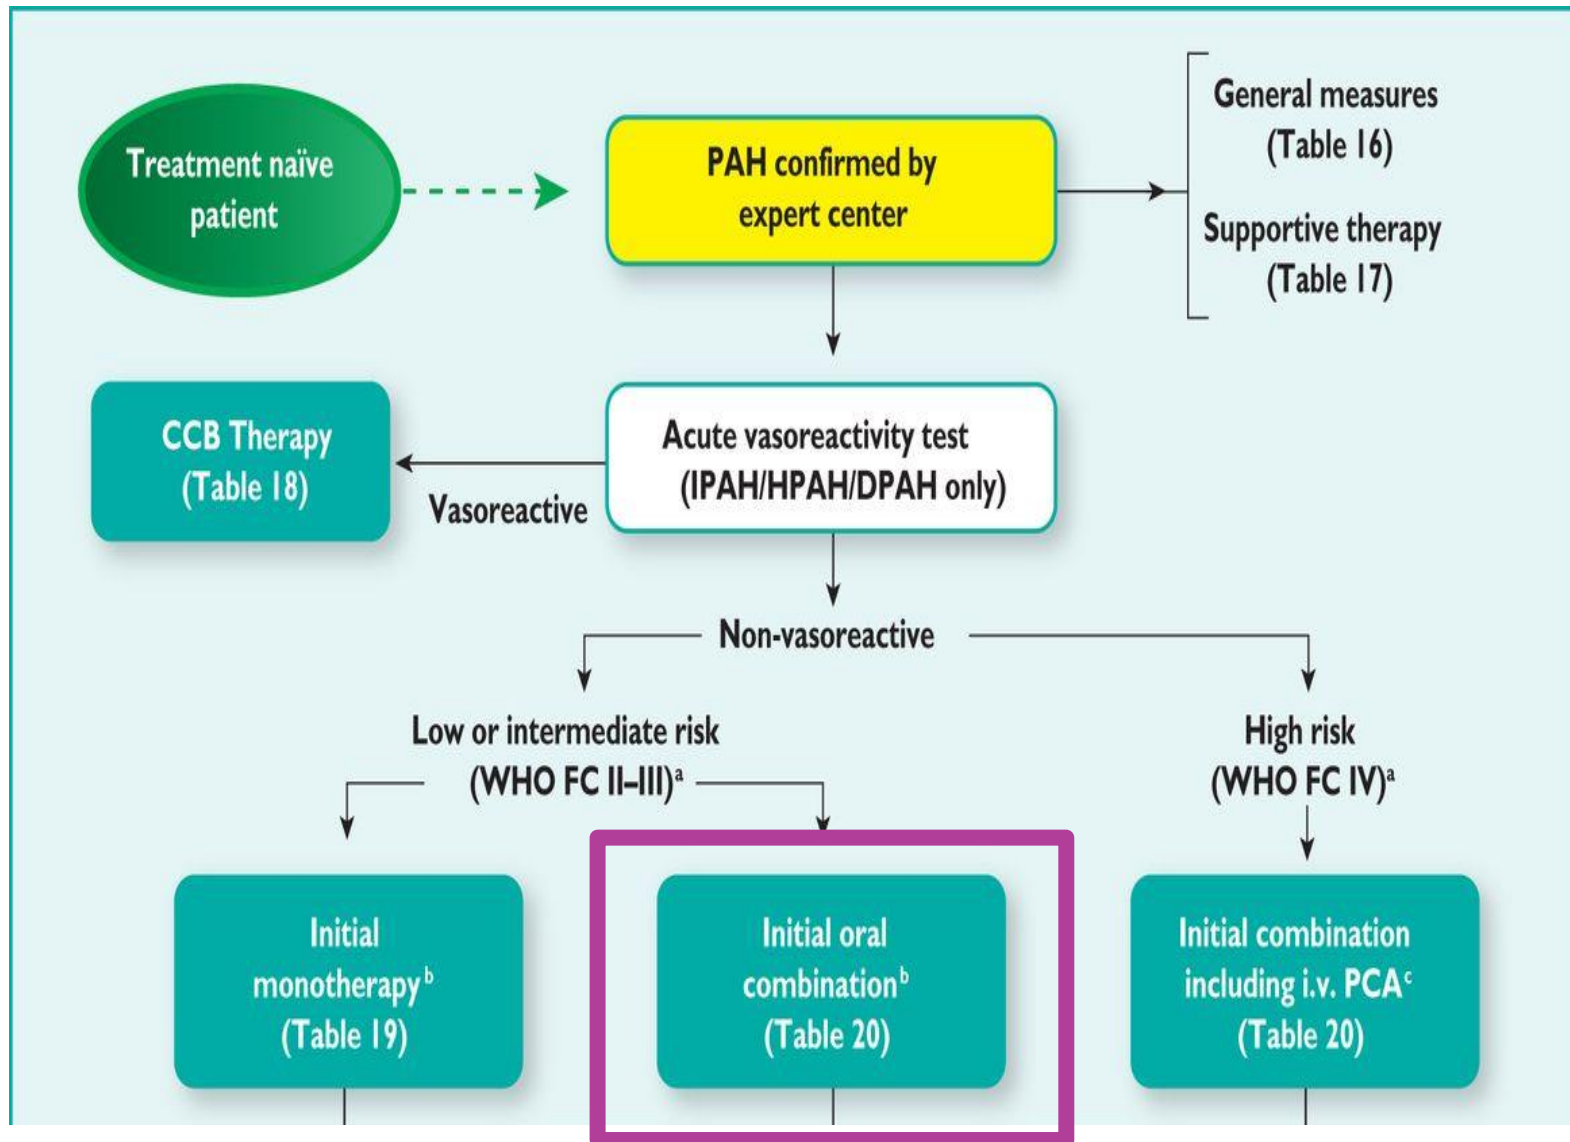 Treatment naïve
patient
PAH confirmed by
expert center
General measures
(Table 16)
Supportive therapy
(Table 17)
CCB Therapy
(Table 18)
Vasoreactive
Acute vasoreactivity test
(IPAH/HPAH/DPAH only)
Non-vasoreactive
Low or intermediate risk
(WHO FC II–III)ᵃ
High risk
(WHO FC IV)ᵃ
Initial
monotherapyᵇ
(Table 19)
Initial oral
combinationᵇ
(Table 20)
Initial combination
including i.v. PCAᶜ
(Table 20)